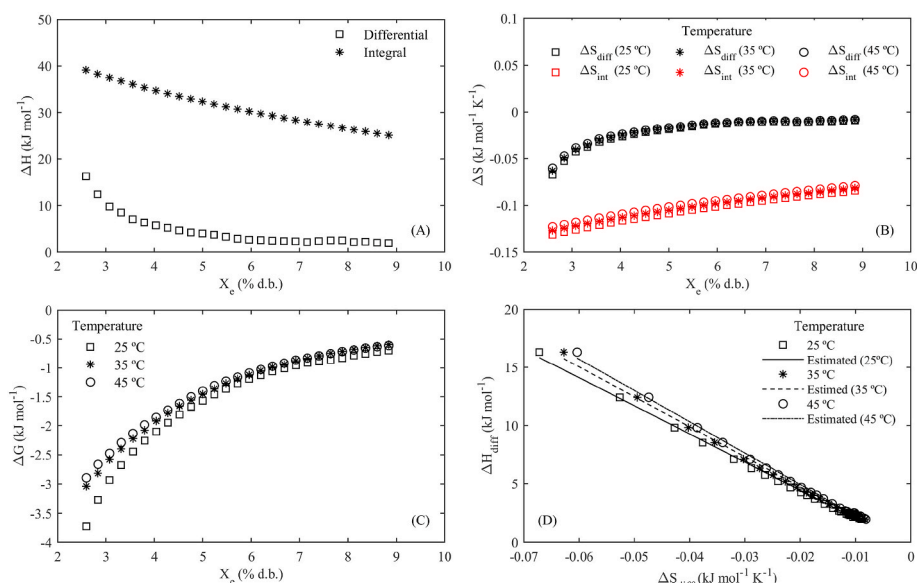 □ Differential
* Integral
50
40
30
20
10
0
ΔH (kJ mol⁻¹)
(A)
2 3 4 5 6 7 8 9 10
Xe (% d.b.)
Temperature
ΔSdiff (25 ºC) ΔSdiff (35 ºC) ΔSdiff (45 ºC)
ΔSint (25 ºC) ΔSint (35 ºC) ΔSint (45 ºC)
0.1
0.05
0
-0.05
-0.1
-0.15
ΔS (kJ mol⁻¹ K⁻¹)
(B)
2 3 4 5 6 7 8 9 10
Xe (% d.b.)
Temperature
25 ºC
35 ºC
45 ºC
0
-0.5
-1
-1.5
-2
-2.5
-3
-3.5
-4
ΔG (kJ mol⁻¹)
(C)
2 3 4 5 6 7 8 9 10
Xe (% d.b.)
Temperature
25 ºC
Estimated (25ºC)
35 ºC
Estimed (35 ºC)
45 ºC
Estimated (45 ºC)
20
15
10
5
0
ΔHdiff (kJ mol⁻¹)
(D)
-0.07 -0.06 -0.05 -0.04 -0.03 -0.02 -0.01 0
(kJ mol⁻¹ K⁻¹)